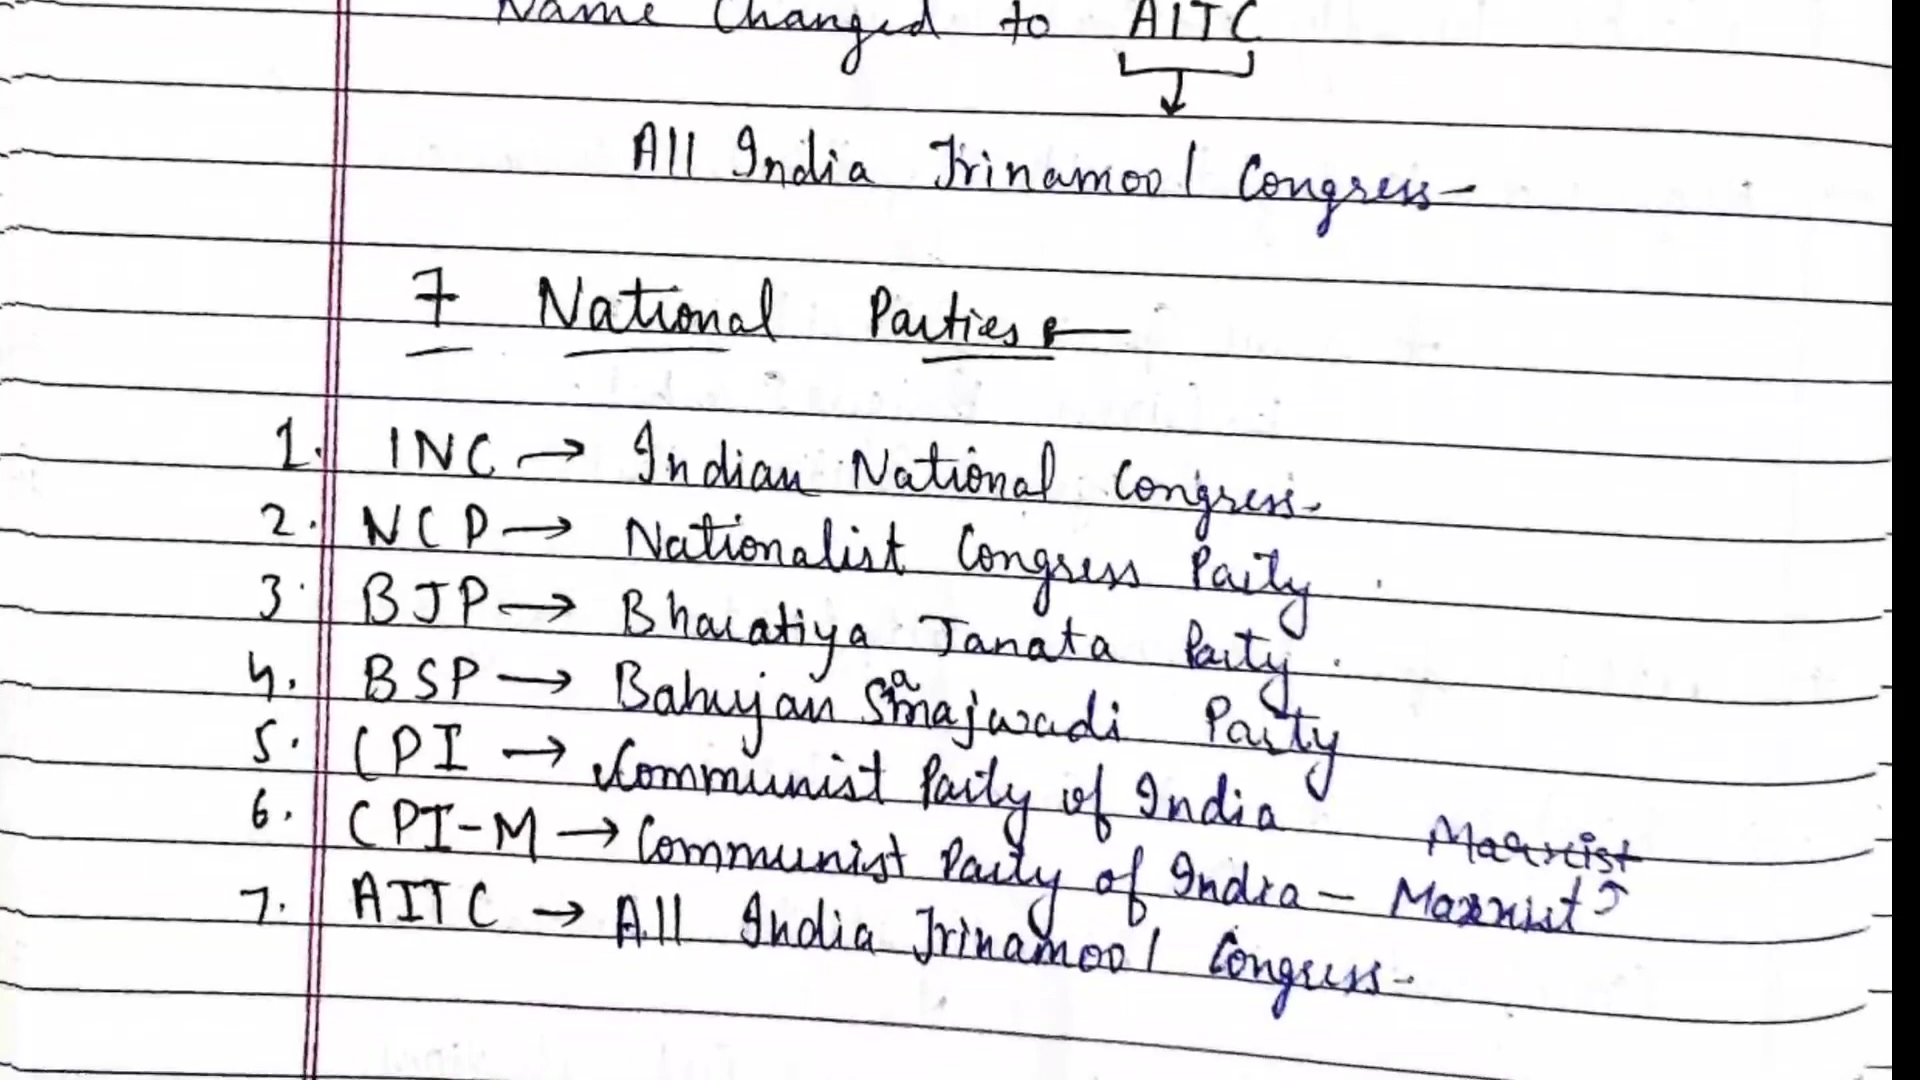 Name Changed to AITC
All India Trinamool Congress
7 National Parties
1. INC → Indian National Congress.
2. NCP → Nationalist Congress Party.
3. BJP → Bharatiya Janata Party.
4. BSP → Bahujan Samajwadi Party
5. CPI → Communist Party of India
6. CPI-M → Communist Party of India - Marxist
7. AITC → All India Trinamool Congress.